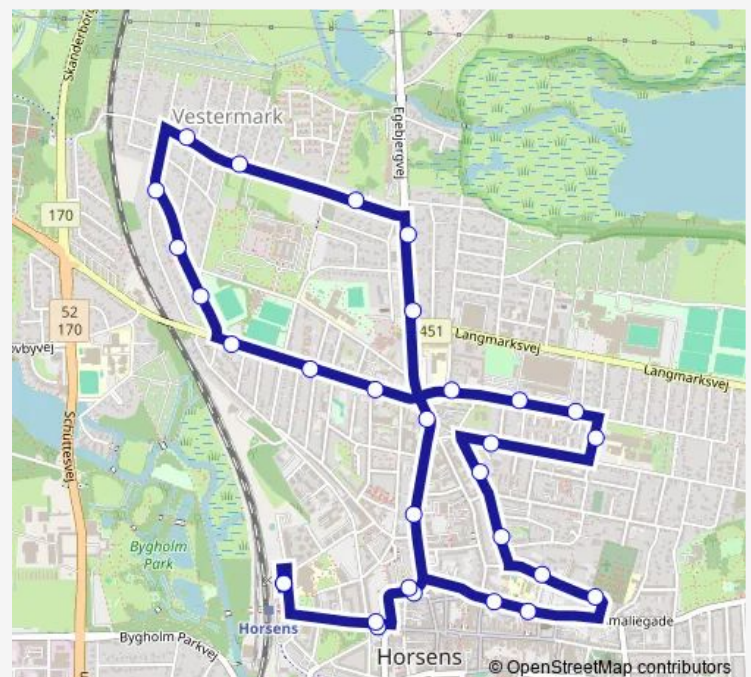 Skanderborg
Vestermark
Egebjergvej
170
52
170
451
Langmarksvej
Langmarksvej
ovbyvej
Schüttesvej
Bygholm
Park
Horsens
maliegade
Bygholm Parkvej
Horsens
© OpenStreetMap contributors